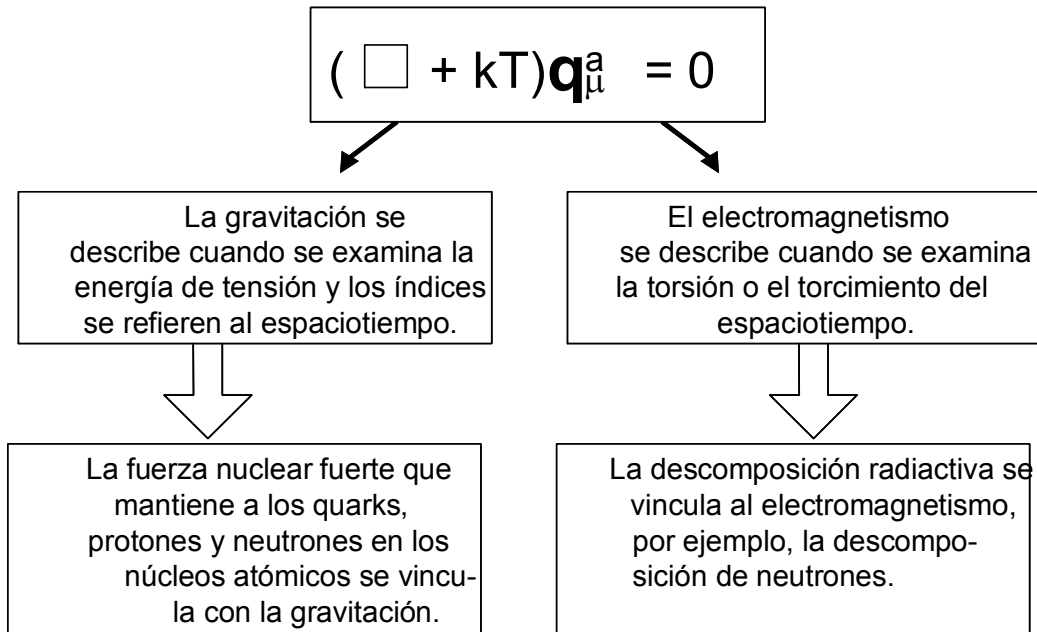 ( □ + kT)q^a_μ = 0
La gravitación se
describe cuando se examina la
energía de tensión y los índices
se refieren al espaciotiempo.
El electromagnetismo
se describe cuando se examina
la torsión o el torcimiento del
espaciotiempo.
La fuerza nuclear fuerte que
mantiene a los quarks,
protones y neutrones en los
núcleos atómicos se vincu-
la con la gravitación.
La descomposición radiactiva se
vincula al electromagnetismo,
por ejemplo, la descompo-
sición de neutrones.